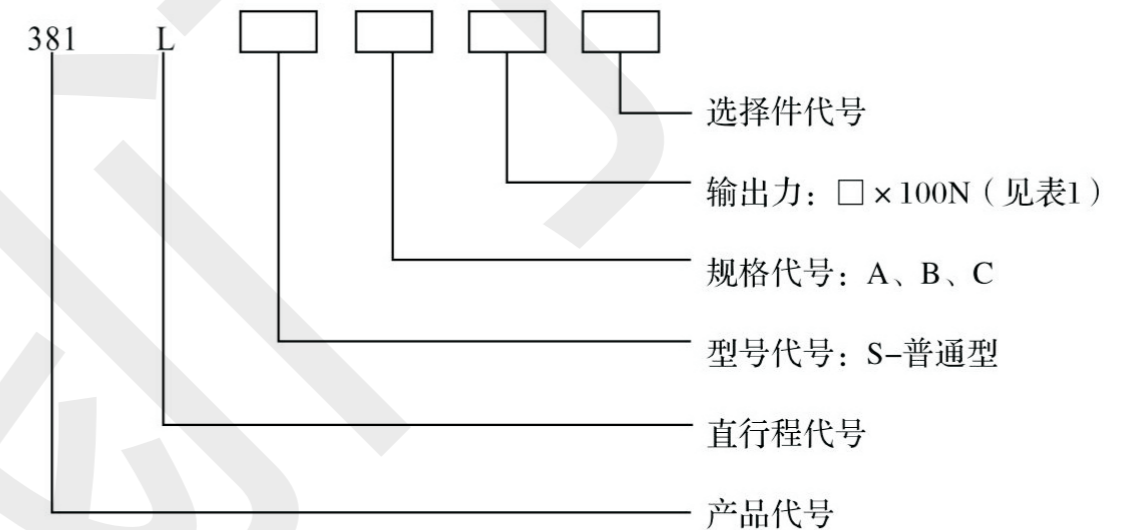 381 L
选择件代号
输出力：□×100N（见表1）
规格代号：A、B、C
型号代号：S-普通型
直行程代号
产品代号